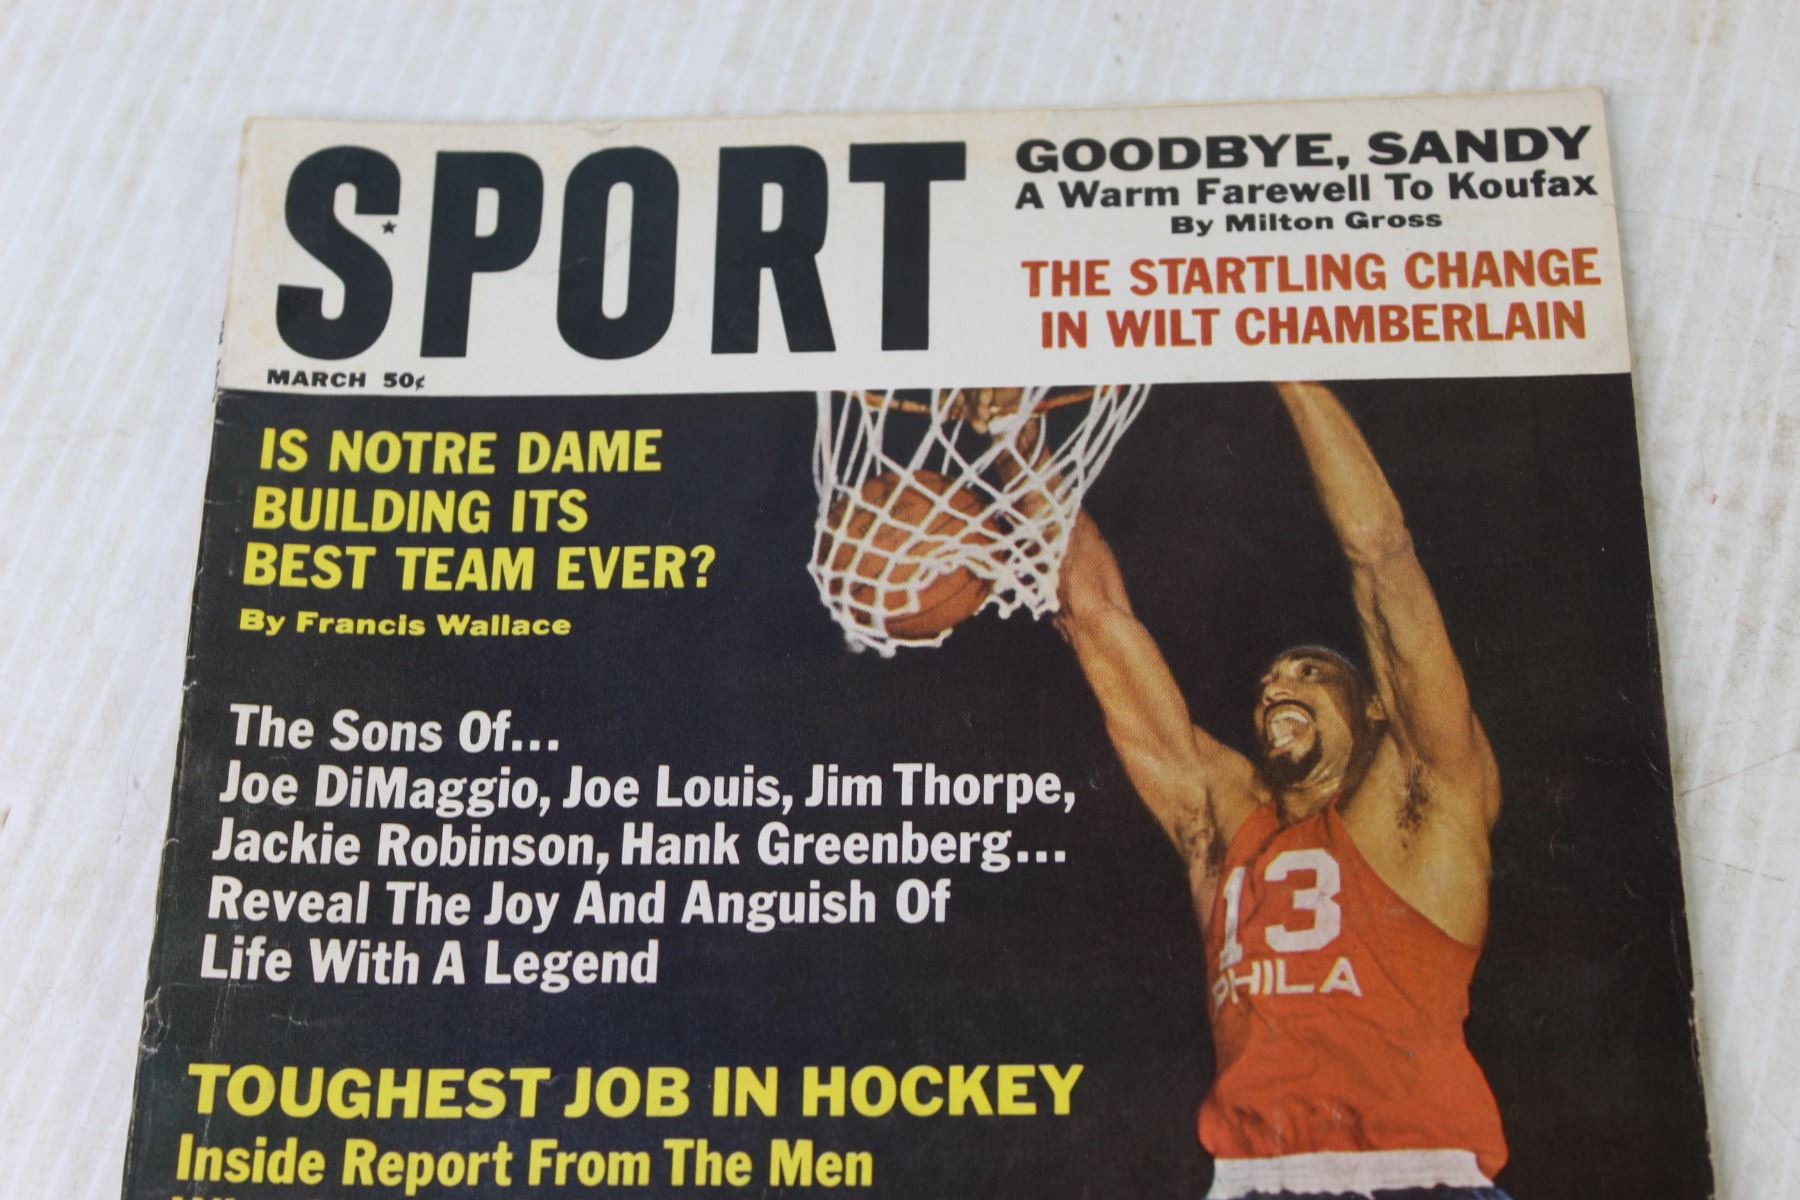 SPORT
MARCH 50¢
GOODBYE, SANDY
A Warm Farewell To Koufax
By Milton Gross
THE STARTLING CHANGE
IN WILT CHAMBERLAIN
IS NOTRE DAME
BUILDING ITS
BEST TEAM EVER?
By Francis Wallace
The Sons Of...
Joe DiMaggio, Joe Louis, Jim Thorpe,
Jackie Robinson, Hank Greenberg...
Reveal The Joy And Anguish Of
Life With A Legend
13
PHILA
TOUGHEST JOB IN HOCKEY
Inside Report From The Men